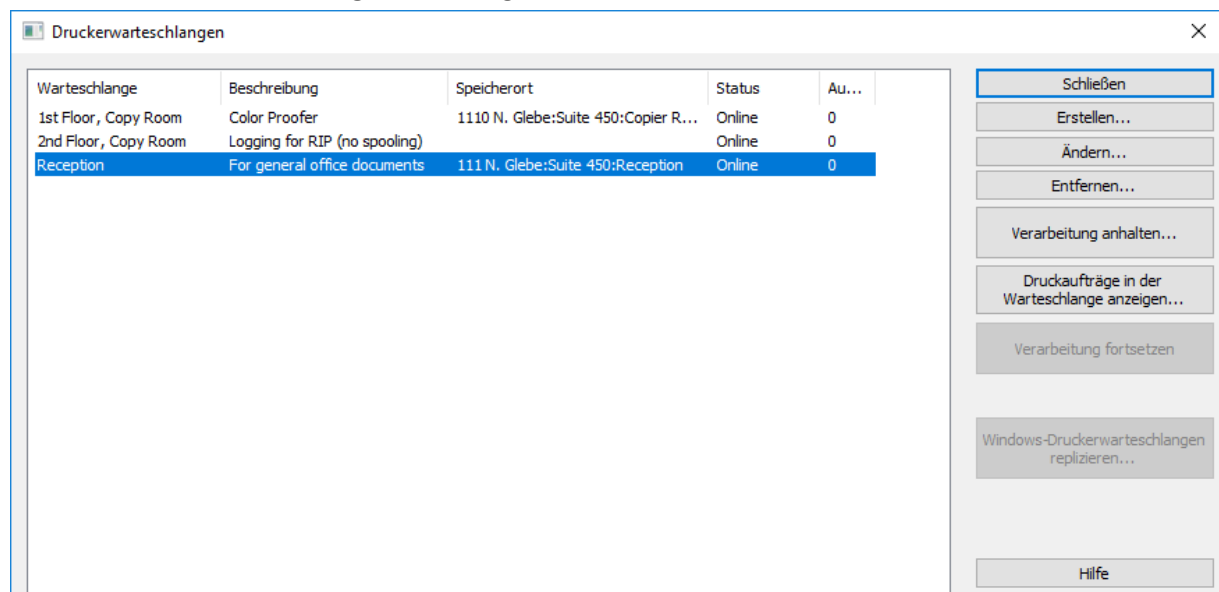 Druckerwarteschlangen
Warteschlange Beschreibung Speicherort Status Au...
1st Floor, Copy Room Color Proofer 1110 N. Glebe:Suite 450:Copier R... Online 0
2nd Floor, Copy Room Logging for RIP (no spooling) Online 0
Reception For general office documents 111 N. Glebe:Suite 450:Reception Online 0
Schließen
Erstellen...
Ändern...
Entfernen...
Verarbeitung anhalten...
Druckaufträge in der
Warteschlange anzeigen...
Verarbeitung fortsetzen
Windows-Druckerwarteschlangen
replizieren...
Hilfe